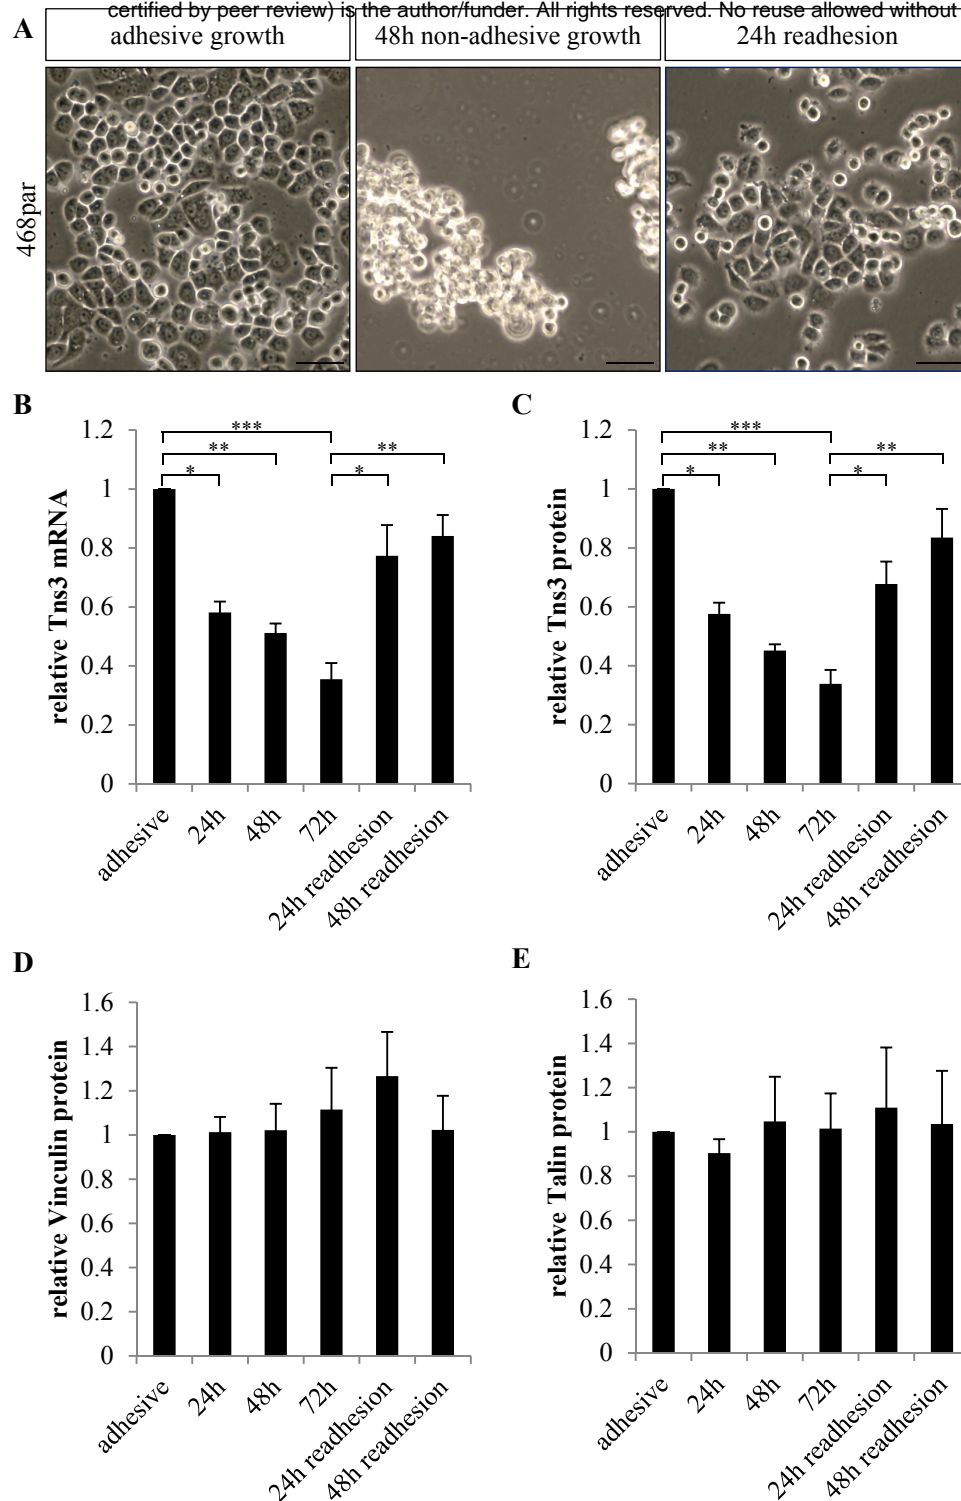 certified by peer review) is the author/funder. All rights reserved. No reuse allowed without
A
adhesive growth
48h non-adhesive growth
24h readhesion
468par
B
relative Tns3 mRNA
1.2
1
0.8
0.6
0.4
0.2
0
***
**
**
*
*
adhesive
24h
48h
72h
24h readhesion
48h readhesion
C
relative Tns3 protein
1.2
1
0.8
0.6
0.4
0.2
0
***
**
**
*
*
adhesive
24h
48h
72h
24h readhesion
48h readhesion
D
relative Vinculin protein
1.6
1.4
1.2
1
0.8
0.6
0.4
0.2
0
adhesive
24h
48h
72h
24h readhesion
48h readhesion
E
relative Talin protein
1.6
1.4
1.2
1
0.8
0.6
0.4
0.2
0
adhesive
24h
48h
72h
24h readhesion
48h readhesion